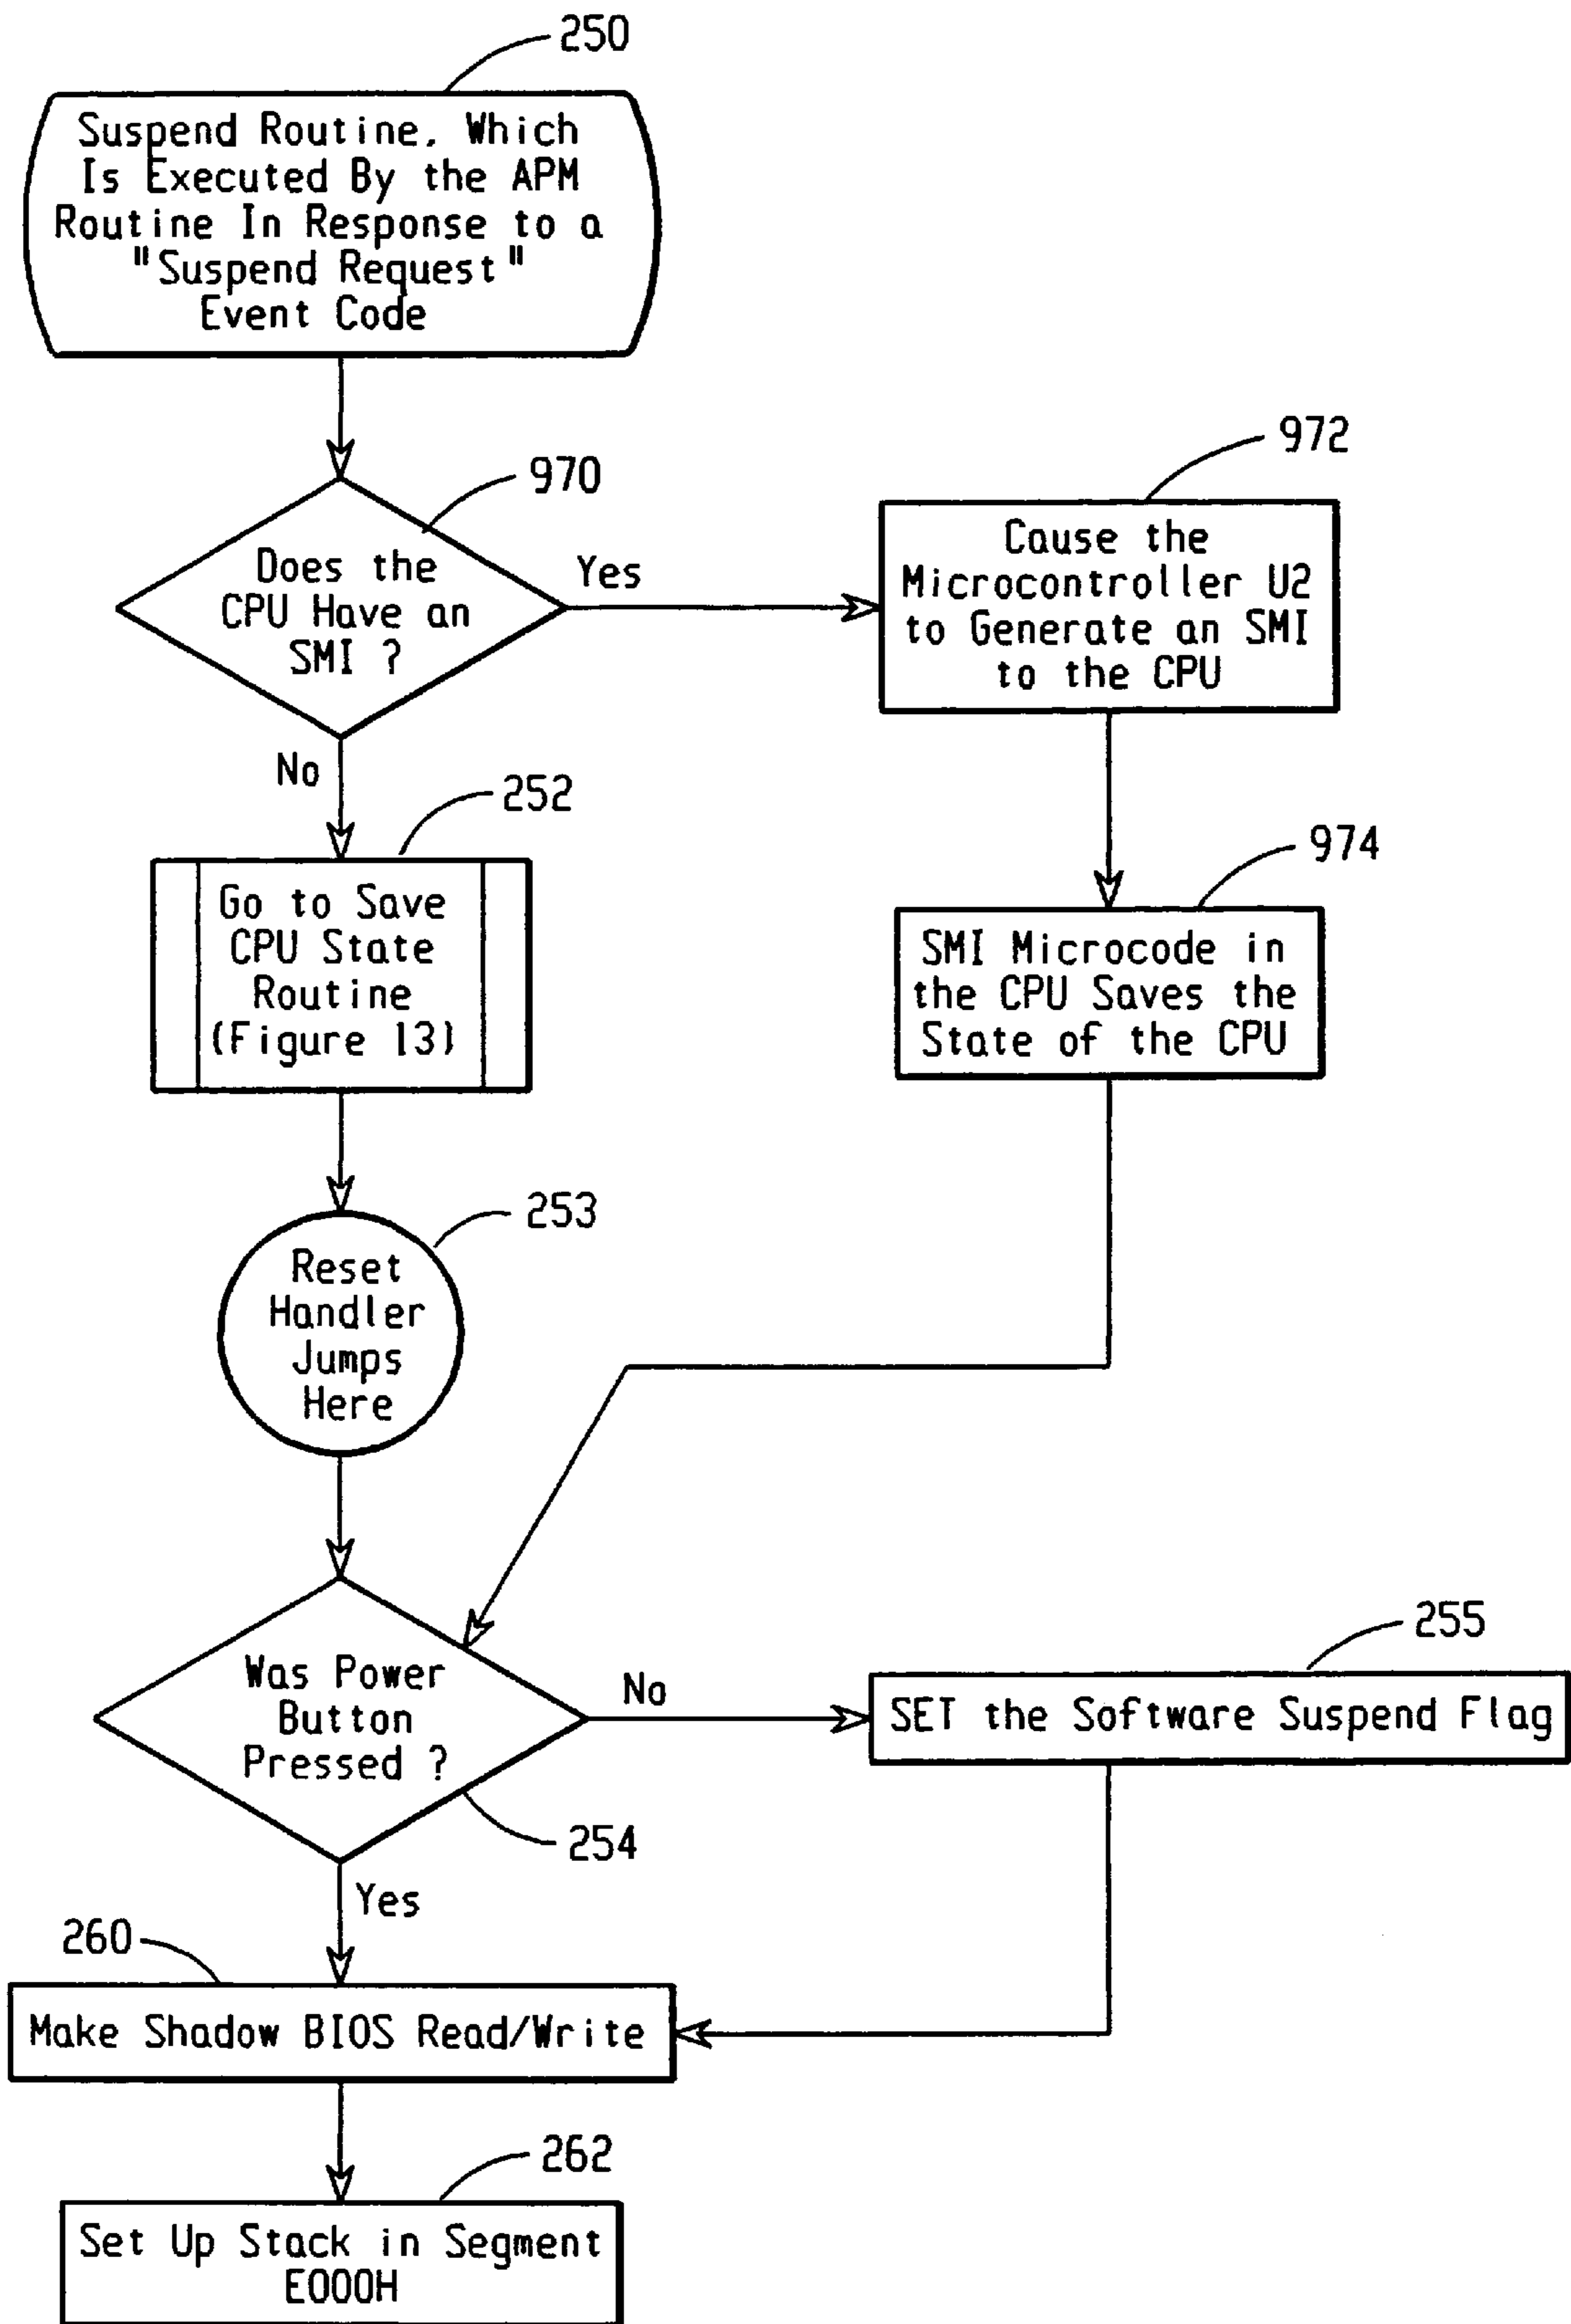 250
Suspend Routine, Which
Is Executed By the APM
Routine In Response to a
"Suspend Request"
Event Code
970
Does the
CPU Have an
SMI ?
Yes
No
972
Cause the
Microcontroller U2
to Generate an SMI
to the CPU
252
Go to Save
CPU State
Routine
(Figure 13)
974
SMI Microcode in
the CPU Saves the
State of the CPU
253
Reset
Handler
Jumps
Here
Was Power
Button
Pressed ?
254
No
Yes
255
SET the Software Suspend Flag
260
Make Shadow BIOS Read/Write
262
Set Up Stack in Segment
E000H